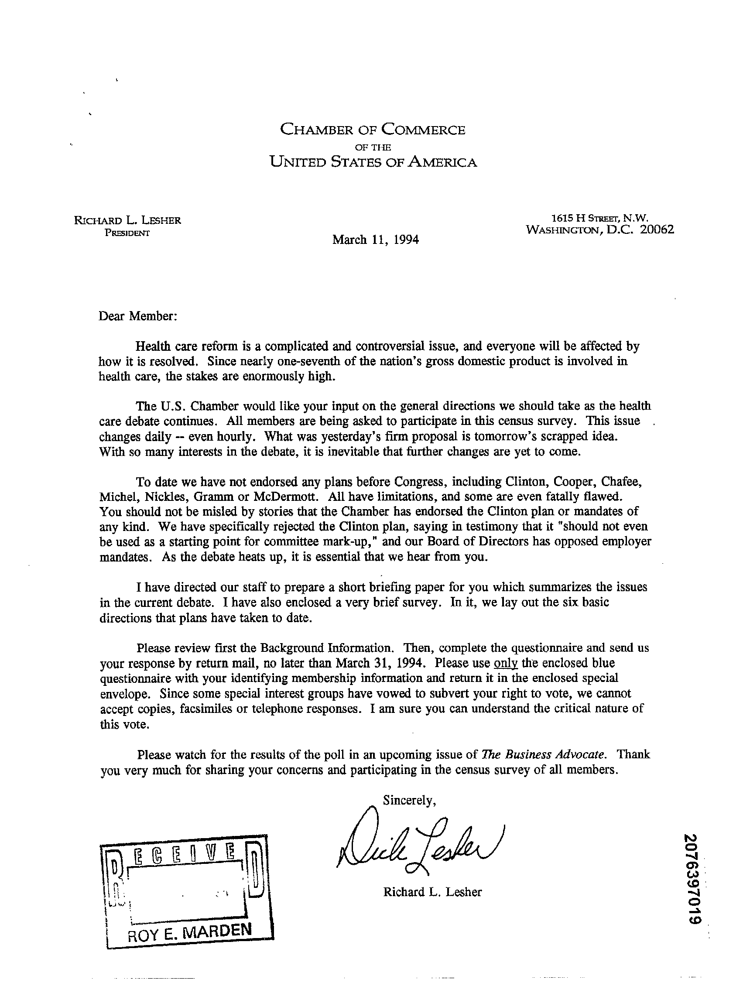 CHAMBER OF COMMERCE
OF THE
UNITED STATES OF AMERICA
RICHARD L. LESHER
PRESIDENT
1615 H STREET, N.W.
WASHINGTON, D.C. 20062
March 11, 1994
Dear Member:
Health care reform is a complicated and controversial issue, and everyone will be affected by
how it is resolved. Since nearly one-seventh of the nation's gross domestic product is involved in
health care, the stakes are enormously high.
The U.S. Chamber would like your input on the general directions we should take as the health
care debate continues. All members are being asked to participate in this census survey. This issue
changes daily -- even hourly. What was yesterday's firm proposal is tomorrow's scrapped idea.
With so many interests in the debate, it is inevitable that further changes are yet to come.
To date we have not endorsed any plans before Congress, including Clinton, Cooper, Chafee,
Michel, Nickles, Gramm or McDermott. All have limitations, and some are even fatally flawed.
You should not be misled by stories that the Chamber has endorsed the Clinton plan or mandates of
any kind. We have specifically rejected the Clinton plan, saying in testimony that it "should not even
be used as a starting point for committee mark-up," and our Board of Directors has opposed employer
mandates. As the debate heats up, it is essential that we hear from you.
I have directed our staff to prepare a short briefing paper for you which summarizes the issues
in the current debate. I have also enclosed a very brief survey. In it, we lay out the six basic
directions that plans have taken to date.
Please review first the Background Information. Then, complete the questionnaire and send us
your response by return mail, no later than March 31, 1994. Please use only the enclosed blue
questionnaire with your identifying membership information and return it in the enclosed special
envelope. Since some special interest groups have vowed to subvert your right to vote, we cannot
accept copies, facsimiles or telephone responses. I am sure you can understand the critical nature of
this vote.
Please watch for the results of the poll in an upcoming issue of The Business Advocate. Thank
you very much for sharing your concerns and participating in the census survey of all members.
Sincerely,
Dick Lesher
Richard L. Lesher
RECEIVED
ROY E. MARDEN
2076397019